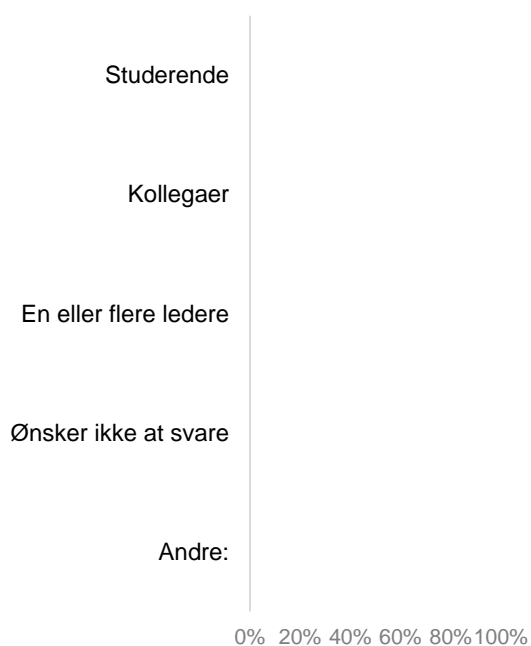 Studerende
Kollegaer
En eller flere ledere
Ønsker ikke at svare
Andre:
0% 20% 40% 60% 80% 100%